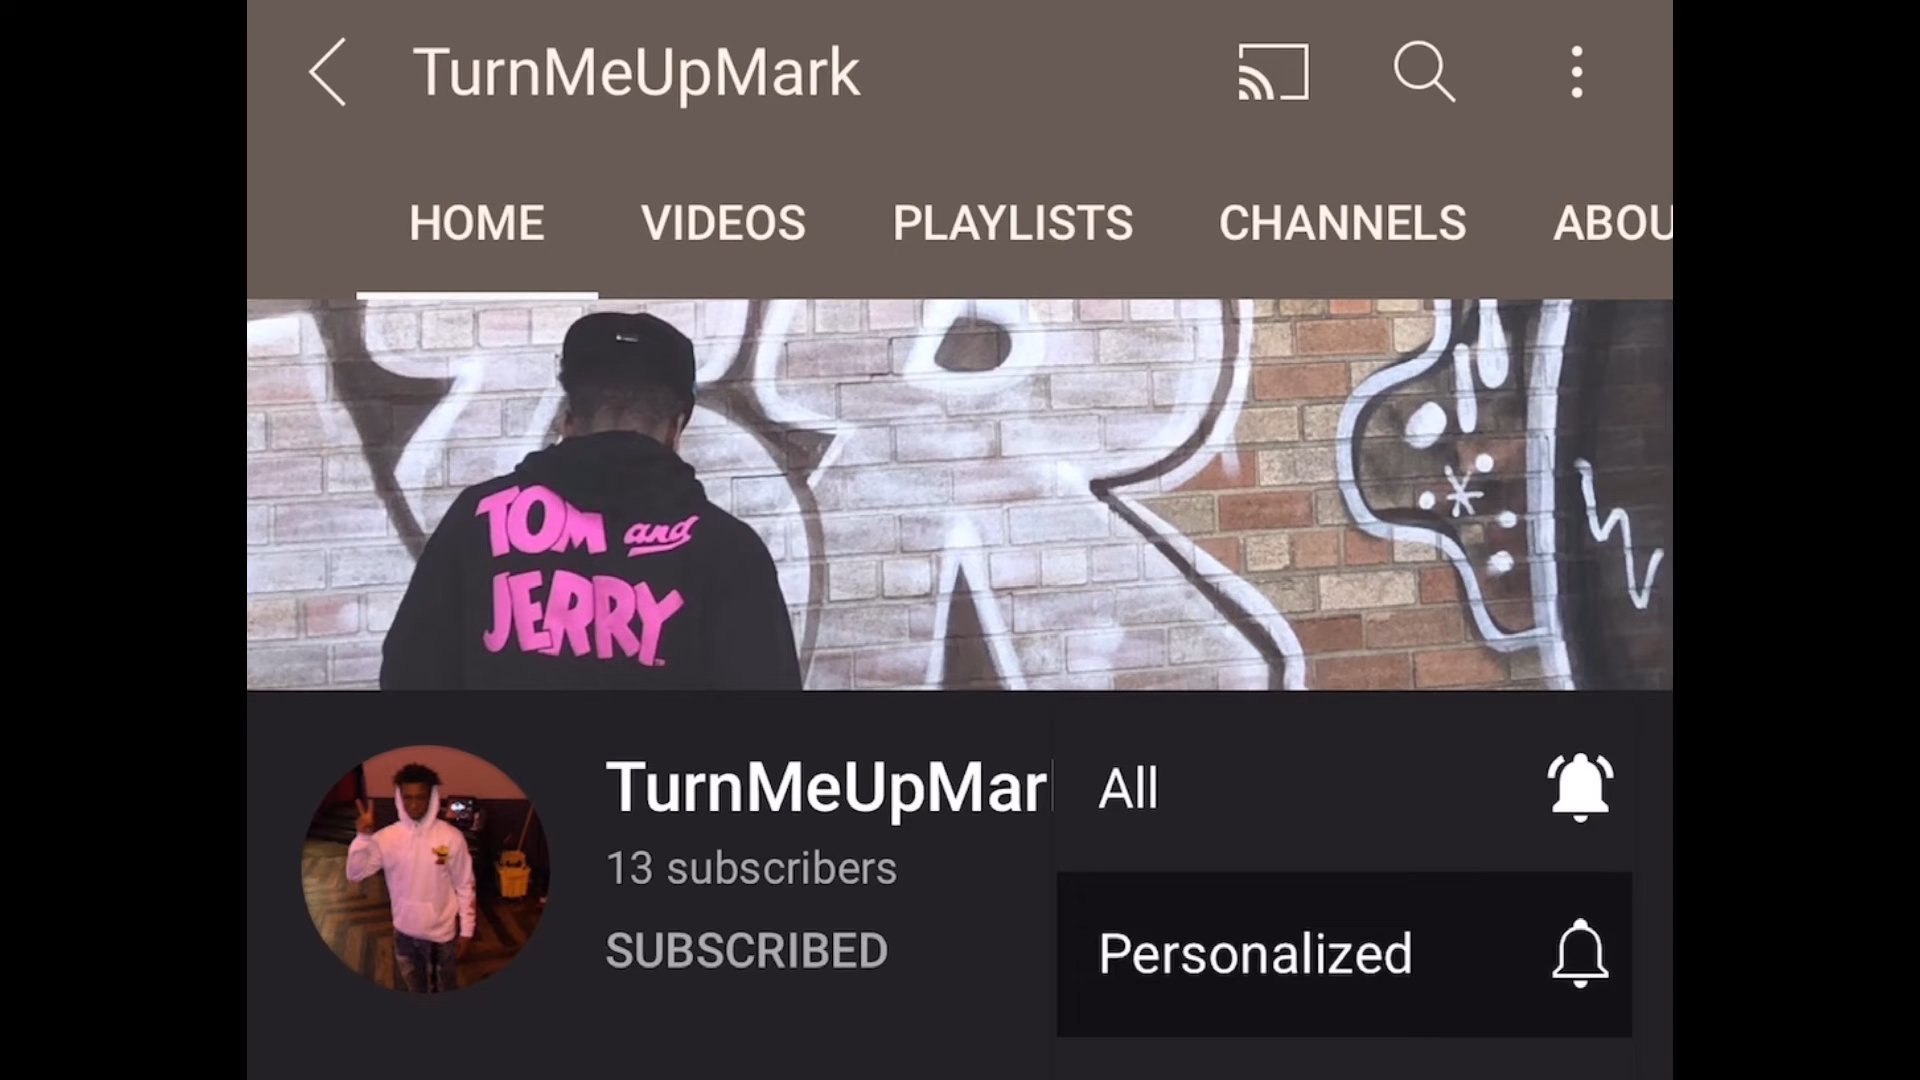 TurnMeUpMark
HOME VIDEOS PLAYLISTS CHANNELS ABOU
TOM and
JERRY
TurnMeUpMar
13 subscribers
SUBSCRIBED
All
Personalized